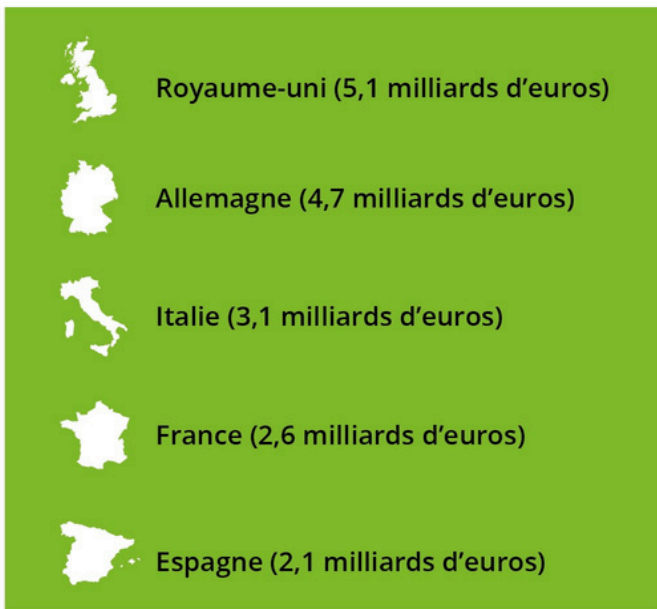 Royaume-uni (5,1 milliards d’euros)
Allemagne (4,7 milliards d’euros)
Italie (3,1 milliards d’euros)
France (2,6 milliards d’euros)
Espagne (2,1 milliards d’euros)